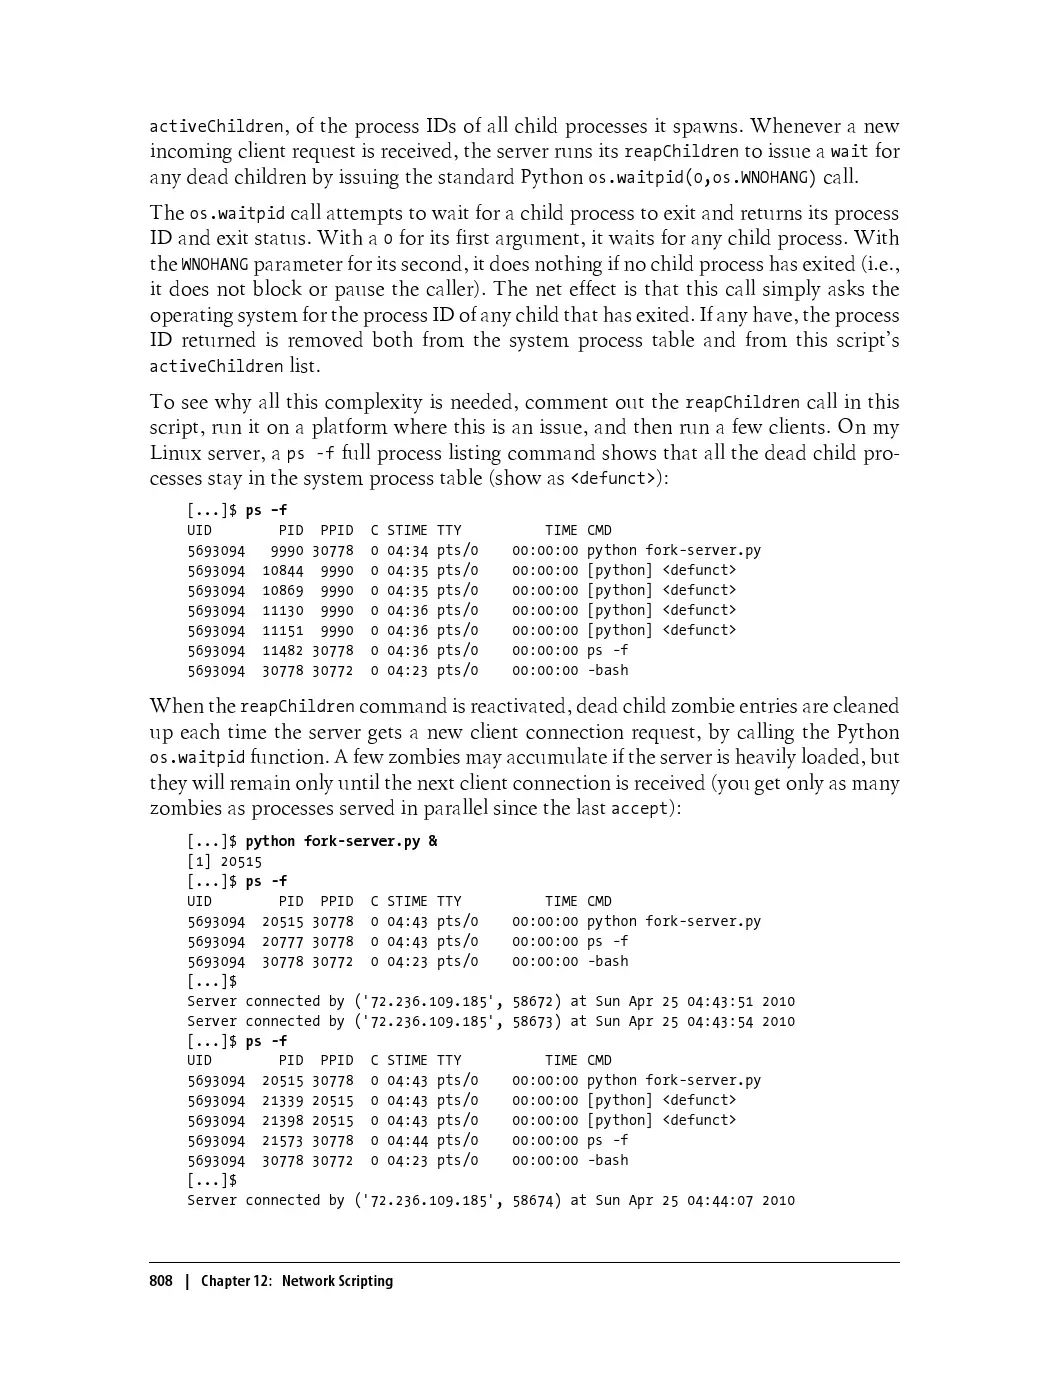 activeChildren, of the process IDs of all child processes it spawns. Whenever a new
incoming client request is received, the server runs its reapChildren to issue a wait for
any dead children by issuing the standard Python os.waitpid(0,os.WNOHANG) call.
The os.waitpid call attempts to wait for a child process to exit and returns its process
ID and exit status. With a 0 for its first argument, it waits for any child process. With
the WNOHANG parameter for its second, it does nothing if no child process has exited (i.e.,
it does not block or pause the caller). The net effect is that this call simply asks the
operating system for the process ID of any child that has exited. If any have, the process
ID returned is removed both from the system process table and from this script’s
activeChildren list.
To see why all this complexity is needed, comment out the reapChildren call in this
script, run it on a platform where this is an issue, and then run a few clients. On my
Linux server, a ps -f full process listing command shows that all the dead child pro-
cesses stay in the system process table (show as <defunct>):
[...]$ ps –f
UID        PID  PPID  C STIME TTY          TIME CMD
5693094   9990 30778  0 04:34 pts/0    00:00:00 python fork-server.py
5693094  10844  9990  0 04:35 pts/0    00:00:00 [python] <defunct>
5693094  10869  9990  0 04:35 pts/0    00:00:00 [python] <defunct>
5693094  11130  9990  0 04:36 pts/0    00:00:00 [python] <defunct>
5693094  11151  9990  0 04:36 pts/0    00:00:00 [python] <defunct>
5693094  11482 30778  0 04:36 pts/0    00:00:00 ps -f
5693094  30778 30772  0 04:23 pts/0    00:00:00 -bash
When the reapChildren command is reactivated, dead child zombie entries are cleaned
up each time the server gets a new client connection request, by calling the Python
os.waitpid function. A few zombies may accumulate if the server is heavily loaded, but
they will remain only until the next client connection is received (you get only as many
zombies as processes served in parallel since the last accept):
[...]$ python fork-server.py &
[1] 20515
[...]$ ps -f
UID        PID  PPID  C STIME TTY          TIME CMD
5693094  20515 30778  0 04:43 pts/0    00:00:00 python fork-server.py
5693094  20777 30778  0 04:43 pts/0    00:00:00 ps -f
5693094  30778 30772  0 04:23 pts/0    00:00:00 -bash
[...]$
Server connected by ('72.236.109.185', 58672) at Sun Apr 25 04:43:51 2010
Server connected by ('72.236.109.185', 58673) at Sun Apr 25 04:43:54 2010
[...]$ ps -f
UID        PID  PPID  C STIME TTY          TIME CMD
5693094  20515 30778  0 04:43 pts/0    00:00:00 python fork-server.py
5693094  21339 20515  0 04:43 pts/0    00:00:00 [python] <defunct>
5693094  21398 20515  0 04:43 pts/0    00:00:00 [python] <defunct>
5693094  21573 30778  0 04:44 pts/0    00:00:00 ps -f
5693094  30778 30772  0 04:23 pts/0    00:00:00 -bash
[...]$
Server connected by ('72.236.109.185', 58674) at Sun Apr 25 04:44:07 2010
808 | Chapter 12: Network Scripting